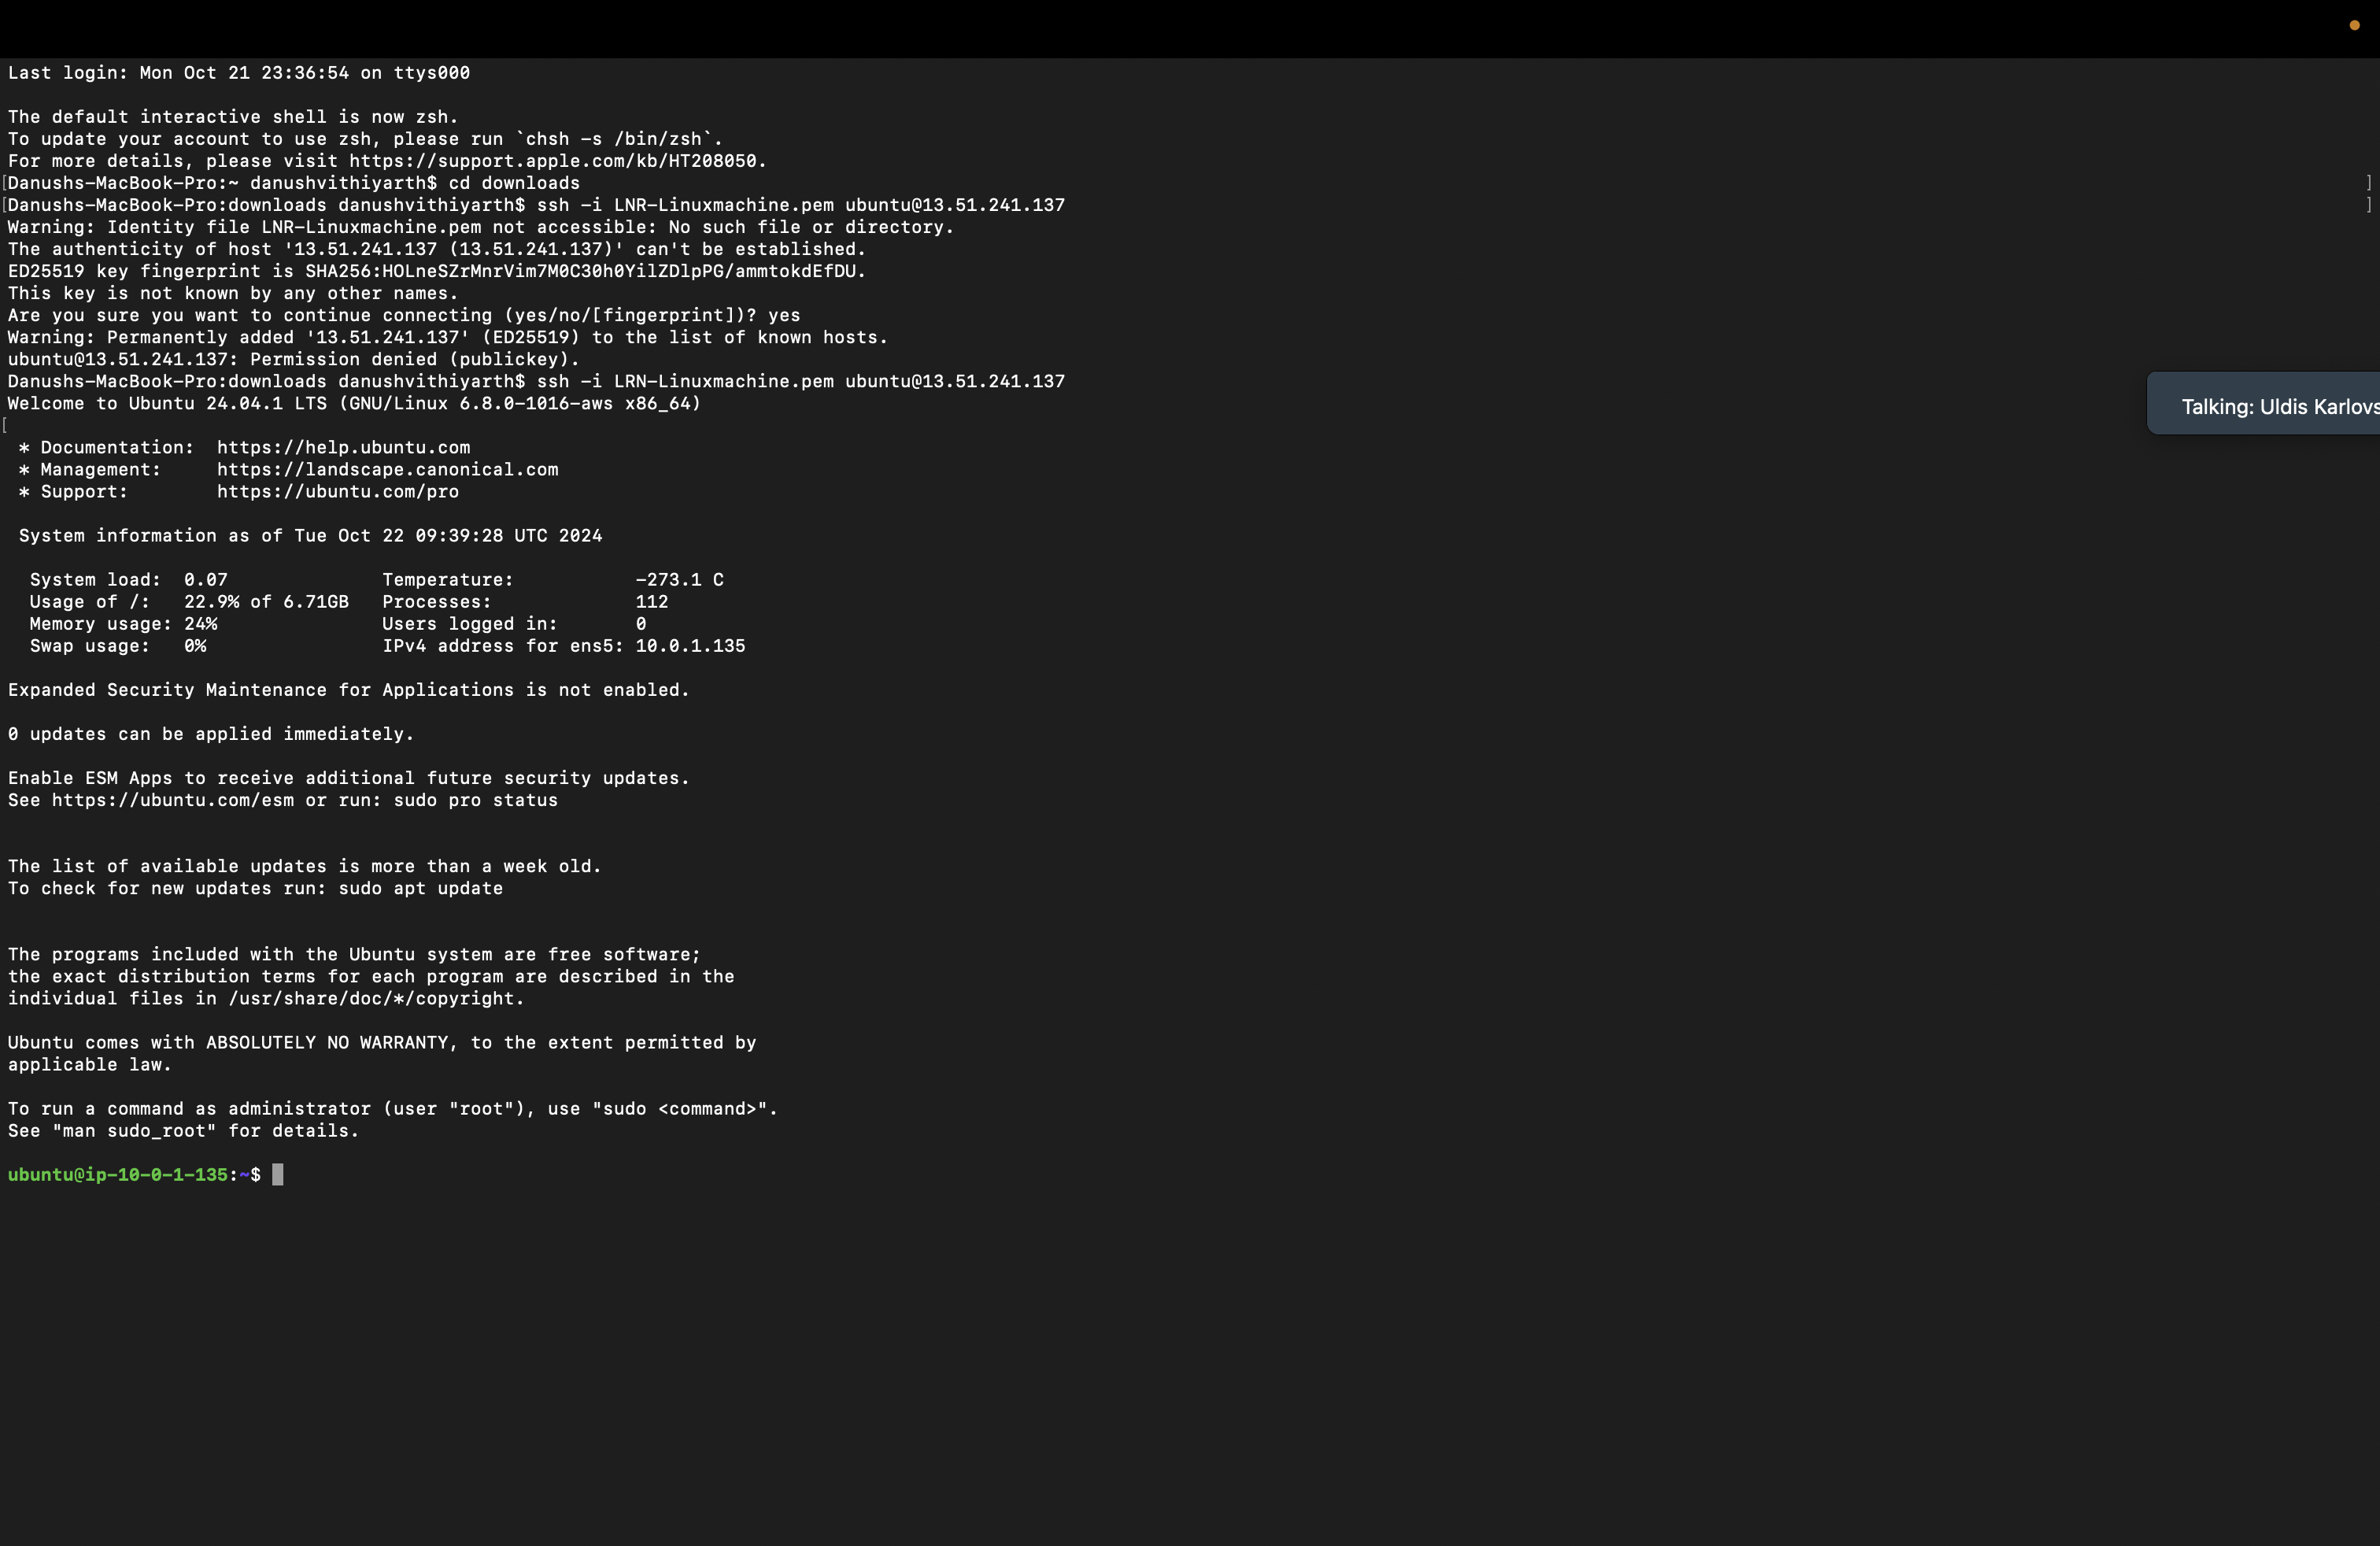 Last login: Mon Oct 21 23:36:54 on ttys000
The default interactive shell is now zsh.
To update your account to use zsh, please run `chsh -s /bin/zsh`.
For more details, please visit https://support.apple.com/kb/HT208050.
[Danushs-MacBook-Pro:~ danushvithiyarth$ cd downloads ]
[Danushs-MacBook-Pro:downloads danushvithiyarth$ ssh -i LNR-Linuxmachine.pem ubuntu@13.51.241.137 ]
Warning: Identity file LNR-Linuxmachine.pem not accessible: No such file or directory.
The authenticity of host '13.51.241.137 (13.51.241.137)' can't be established.
ED25519 key fingerprint is SHA256:HOLneSZrMnrVim7M0C30h0YilZDlpPG/ammtokdEfDU.
This key is not known by any other names.
Are you sure you want to continue connecting (yes/no/[fingerprint])? yes
Warning: Permanently added '13.51.241.137' (ED25519) to the list of known hosts.
ubuntu@13.51.241.137: Permission denied (publickey).
Danushs-MacBook-Pro:downloads danushvithiyarth$ ssh -i LRN-Linuxmachine.pem ubuntu@13.51.241.137
Welcome to Ubuntu 24.04.1 LTS (GNU/Linux 6.8.0-1016-aws x86_64)
Talking: Uldis Karlovs
[
* Documentation: https://help.ubuntu.com
* Management: https://landscape.canonical.com
* Support: https://ubuntu.com/pro
System information as of Tue Oct 22 09:39:28 UTC 2024
System load: 0.07 Temperature: -273.1 C
Usage of /: 22.9% of 6.71GB Processes: 112
Memory usage: 24% Users logged in: 0
Swap usage: 0% IPv4 address for ens5: 10.0.1.135
Expanded Security Maintenance for Applications is not enabled.
0 updates can be applied immediately.
Enable ESM Apps to receive additional future security updates.
See https://ubuntu.com/esm or run: sudo pro status
The list of available updates is more than a week old.
To check for new updates run: sudo apt update
The programs included with the Ubuntu system are free software;
the exact distribution terms for each program are described in the
individual files in /usr/share/doc/*/copyright.
Ubuntu comes with ABSOLUTELY NO WARRANTY, to the extent permitted by
applicable law.
To run a command as administrator (user "root"), use "sudo <command>".
See "man sudo_root" for details.
ubuntu@ip-10-0-1-135:~$